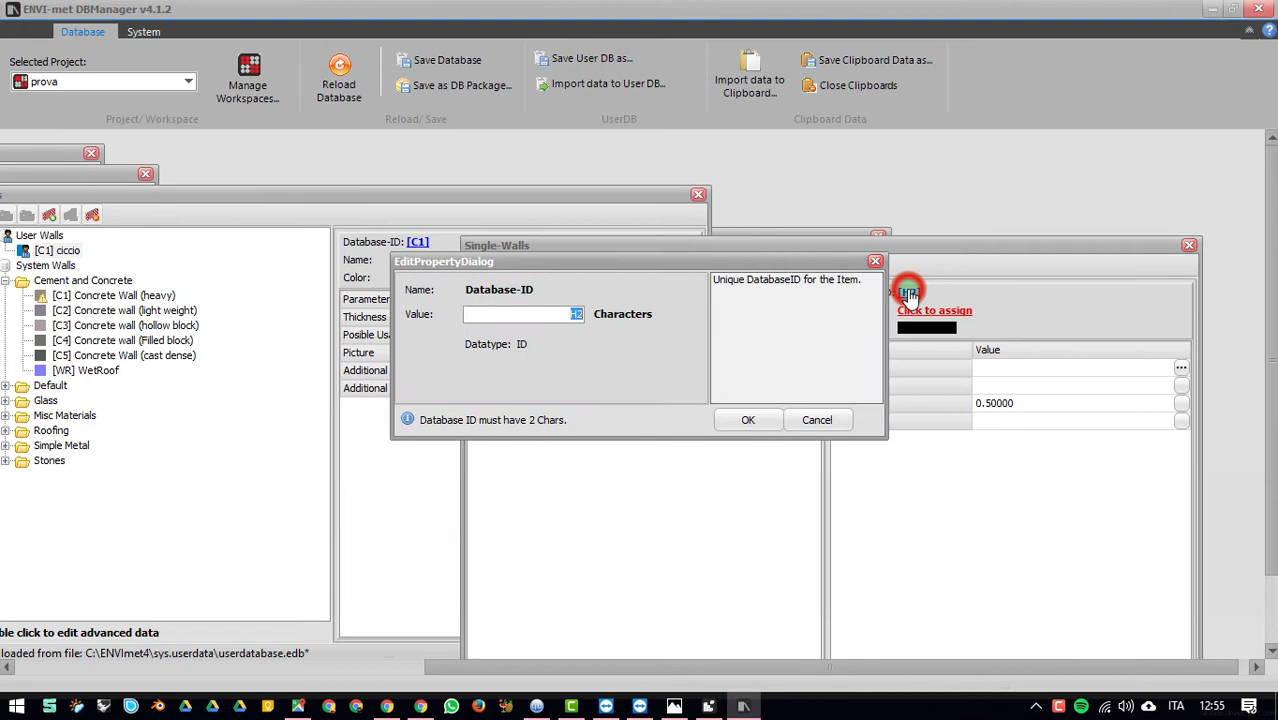 ENVI-met DBManager v4.1.2
Database
System
Selected Project:
prova
Manage
Workspaces...
Reload
Database
Save Database
Save as DB Package...
Save User DB as...
Import data to User DB...
Import data to
Clipboard...
Save Clipboard Data as...
Close Clipboards
Project/ Workspace
Reload/ Save
UserDB
Clipboard Data
User Walls
[C1] ciccio
System Walls
Cement and Concrete
[C1] Concrete Wall (heavy)
[C2] Concrete wall (light weight)
[C3] Concrete wall (hollow block)
[C4] Concrete wall (Filled block)
[C5] Concrete Wall (cast dense)
[WR] WetRoof
Default
Glass
Misc Materials
Roofing
Simple Metal
Stones
ble click to edit advanced data
loaded from file: C:\ENVImet4\sys.userdata\userdatabase.edb*
Database-ID: [C1]
Name:
Color:
Parameter
Thickness
Posible Usa
Picture
Additional
Additional
Single-Walls
Click to assign
Value
0.50000
EditPropertyDialog
Name: Database-ID
Value: H2 Characters
Datatype: ID
Unique DatabaseID for the Item.
Database ID must have 2 Chars.
OK
Cancel
ITA
12:55